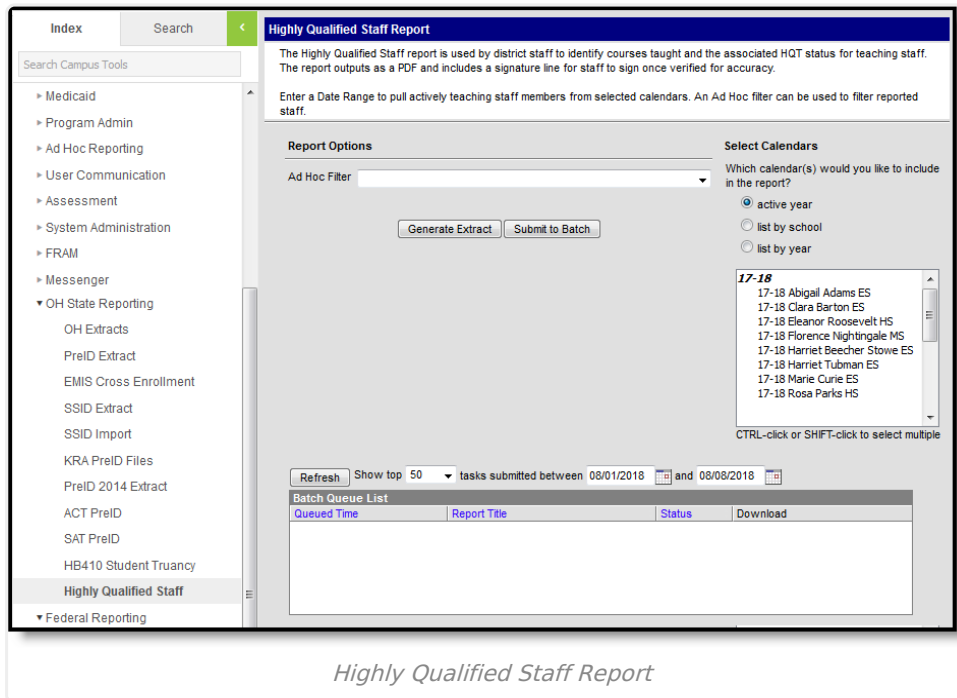 Index
Search
Search Campus Tools
Medicaid
Program Admin
Ad Hoc Reporting
User Communication
Assessment
System Administration
FRAM
Messenger
OH State Reporting
OH Extracts
PreID Extract
EMIS Cross Enrollment
SSID Extract
SSID Import
KRA PreID Files
PreID 2014 Extract
ACT PreID
SAT PreID
HB410 Student Truancy
Highly Qualified Staff
Federal Reporting
Highly Qualified Staff Report
The Highly Qualified Staff report is used by district staff to identify courses taught and the associated HQT status for teaching staff.
The report outputs as a PDF and includes a signature line for staff to sign once verified for accuracy.
Enter a Date Range to pull actively teaching staff members from selected calendars. An Ad Hoc filter can be used to filter reported
staff.
Report Options
Ad Hoc Filter
Generate Extract Submit to Batch
Select Calendars
Which calendar(s) would you like to include
in the report?
active year
list by school
list by year
17-18
17-18 Abigail Adams ES
17-18 Clara Barton ES
17-18 Eleanor Roosevelt HS
17-18 Florence Nightingale MS
17-18 Harriet Beecher Stowe ES
17-18 Harriet Tubman ES
17-18 Marie Curie ES
17-18 Rosa Parks HS
CTRL-click or SHIFT-click to select multiple
Refresh Show top 50 tasks submitted between 08/01/2018 and 08/08/2018
Batch Queue List
Queued Time Report Title Status Download
Highly Qualified Staff Report